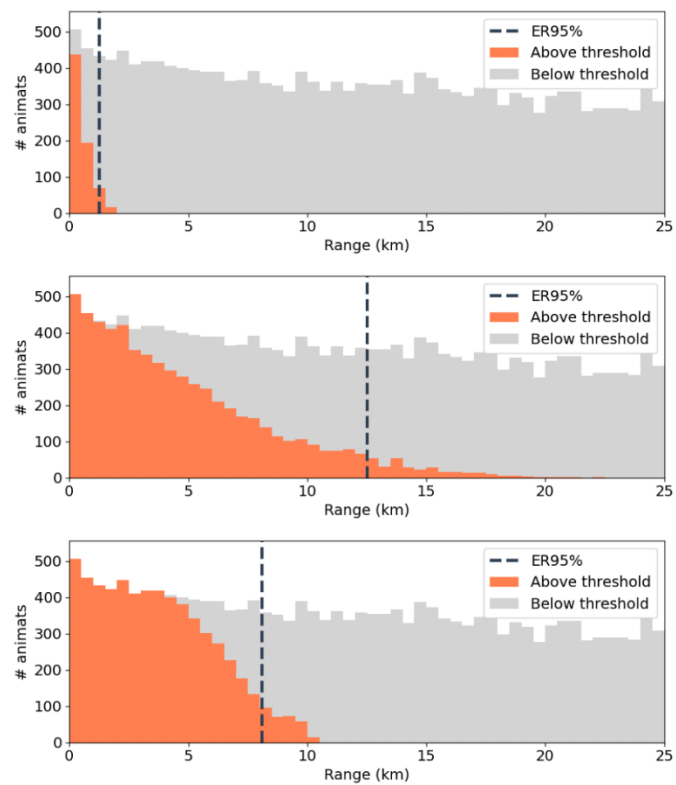 500
400
300
200
100
0
# animats
ER95%
Above threshold
Below threshold
0 5 10 15 20 25
Range (km)
500
400
300
200
100
0
# animats
ER95%
Above threshold
Below threshold
0 5 10 15 20 25
Range (km)
500
400
300
200
100
0
# animats
ER95%
Above threshold
Below threshold
0 5 10 15 20 25
Range (km)